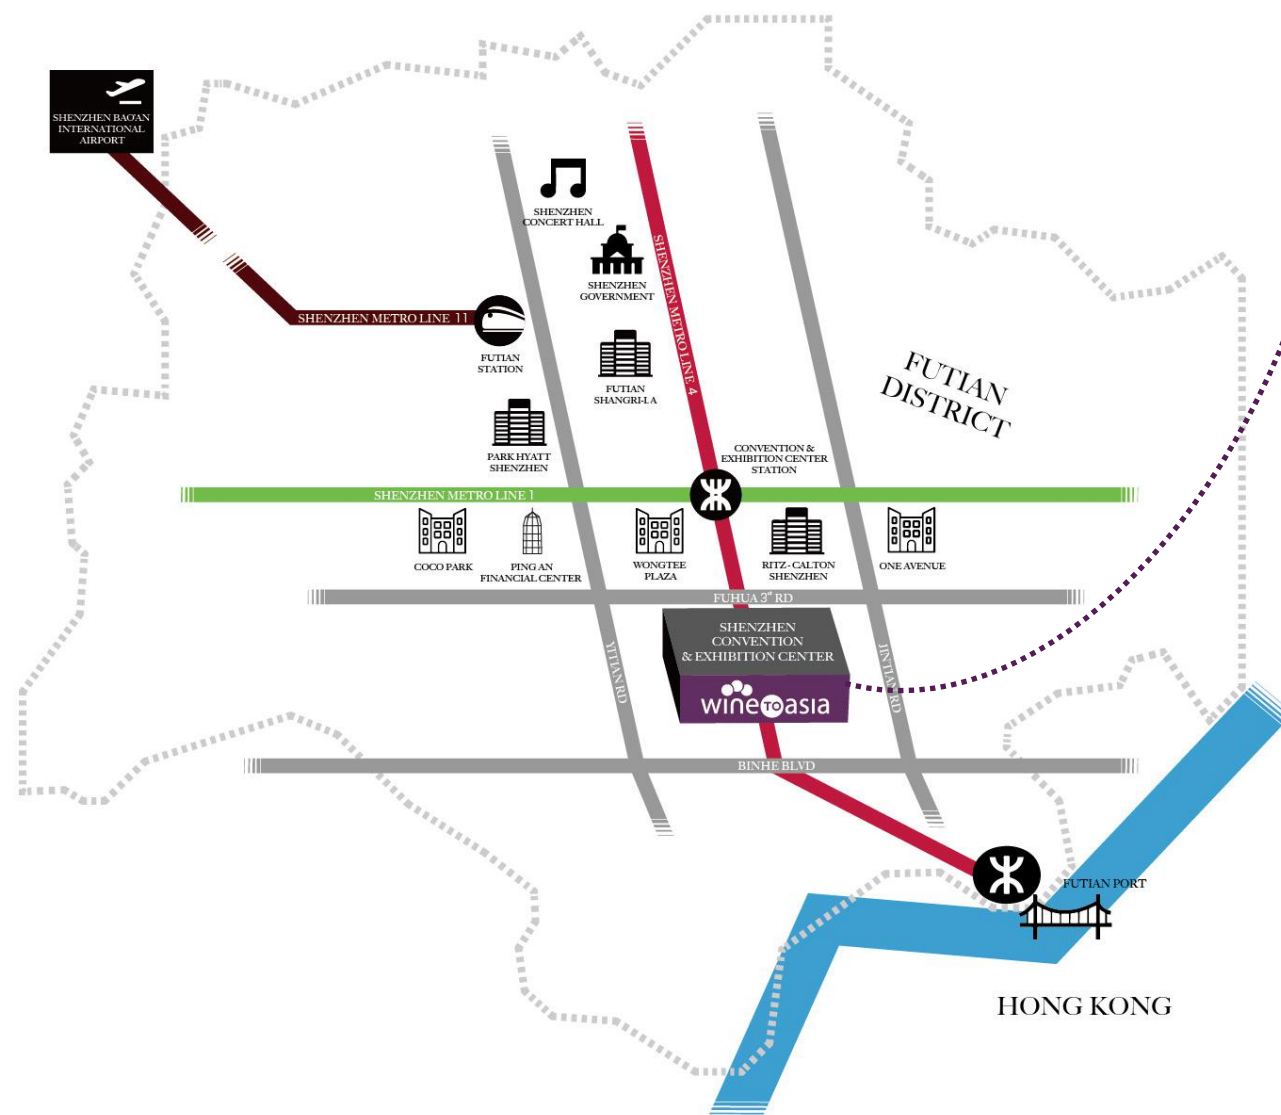 SHENZHEN BAO'AN
INTERNATIONAL
AIRPORT
SHENZHEN
CONCERT HALL
SHENZHEN
GOVERNMENT
SHENZHEN METRO LINE 4
SHENZHEN METRO LINE 11
FUTIAN
STATION
FUTIAN
SHANGRI-LA
FUTIAN
DISTRICT
PARK HYATT
SHENZHEN
CONVENTION &
EXHIBITION CENTER
STATION
SHENZHEN METRO LINE 1
COCO PARK
PING AN
FINANCIAL CENTER
WONGTEE
PLAZA
RITZ - CALTON
SHENZHEN
ONE AVENUE
FUHUA 3rd RD
YITIAN RD
SHENZHEN
CONVENTION
& EXHIBITION CENTER
JINTIAN RD
wine TO asia
BINHE BLVD
FUTIAN PORT
HONG KONG